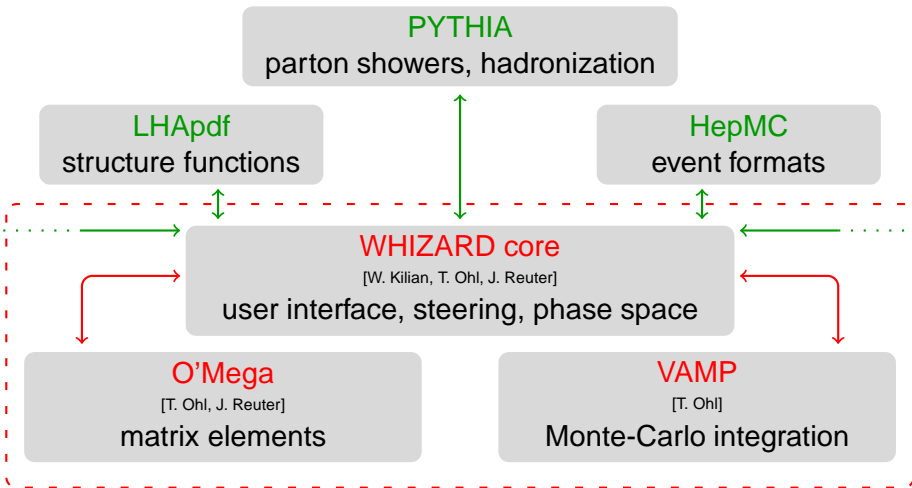 PYTHIA
parton showers, hadronization
LHApdf
structure functions
HepMC
event formats
WHIZARD core
[W. Kilian, T. Ohl, J. Reuter]
user interface, steering, phase space
O'Mega
[T. Ohl, J. Reuter]
matrix elements
VAMP
[T. Ohl]
Monte-Carlo integration